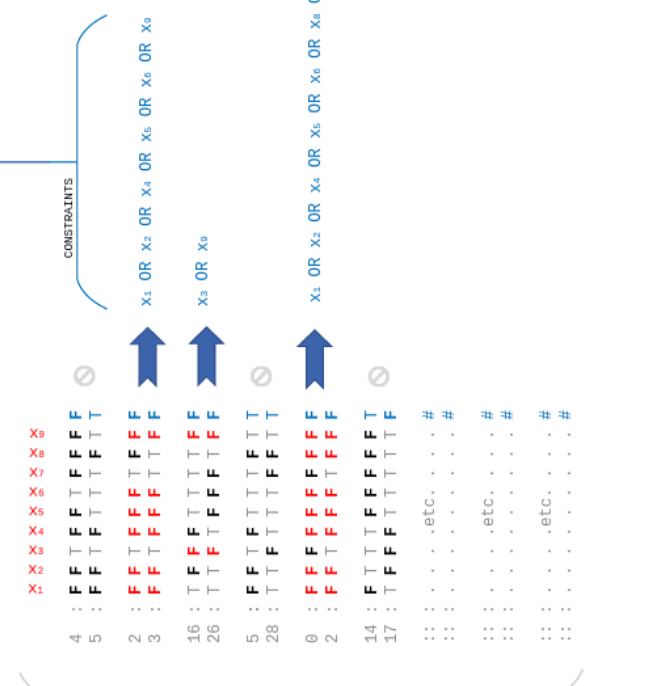 X₁ X₂ X₃ X₄ X₅ X₆ X₇ X₈ X₉
CONSTRAINTS
4 :: F F T F F T F F F F
5 :: F F T F T T T F T T
2 :: F F T F F F T F F F
3 :: F F T F F F T T F F
x₁ OR x₂ OR x₄ OR x₅ OR x₆ OR x₉
16 :: T F F F T T T T F F
26 :: T T F T F F F T F F
x₃ OR x₉
5 :: F F T F T T T F T T
28 :: T T F T T T F F T T
0 :: F F F F F F F F F F
2 :: F F T F F F T F F F
x₁ OR x₂ OR x₄ OR x₅ OR x₆ OR x₈
14 :: F T T T F F F F F T
17 :: T T F F T T T T T F
::: . . . .etc. . . . #
::: . . . . . . . . . #
::: . . . .etc. . . . #
::: . . . . . . . . . #
::: . . . .etc. . . . #
::: . . . . . . . . . #